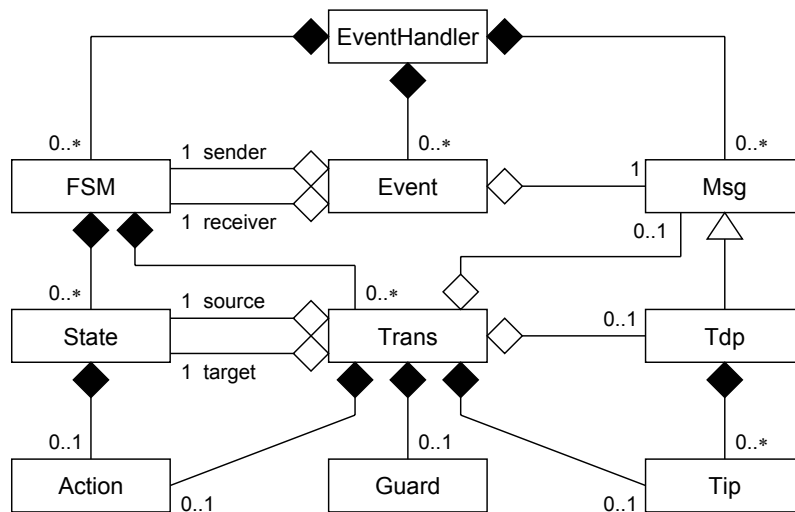 EventHandler
0..* 1 sender 0..* 1 0..*
FSM Event Msg
1 receiver 0..1
0..* 1 source 0..* 0..1
State Trans Tdp
1 target
0..1 0..1 0..*
Action Guard Tip
0..1 0..1